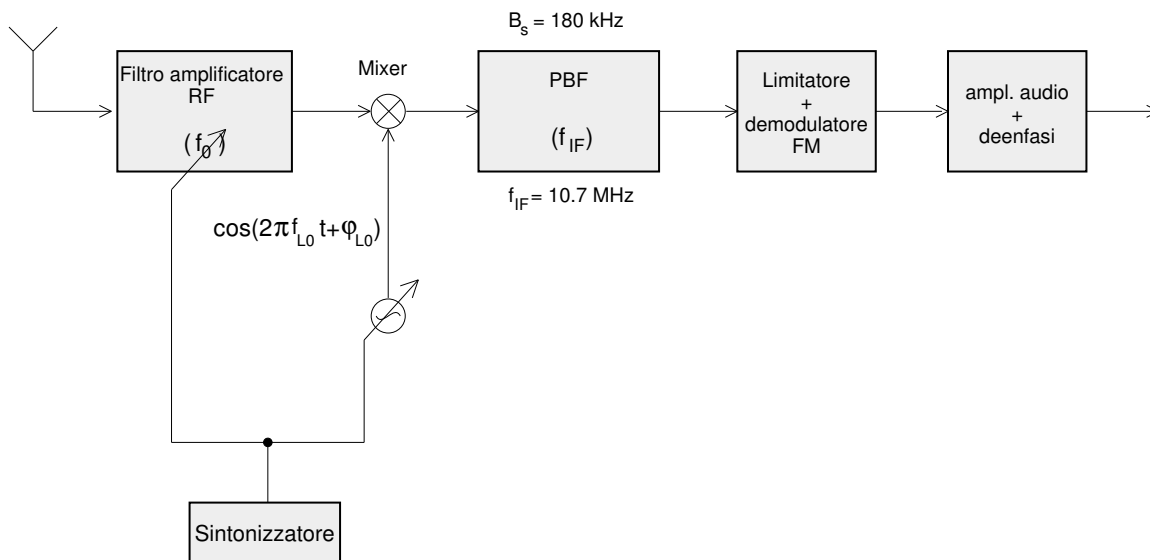 B_s = 180 kHz
Filtro amplificatore
RF
(f_0)
Mixer
PBF
(f_IF)
f_IF = 10.7 MHz
Limitatore
+
demodulatore
FM
ampl. audio
+
deenfasi
cos(2πf_L0 t+φ_L0)
Sintonizzatore